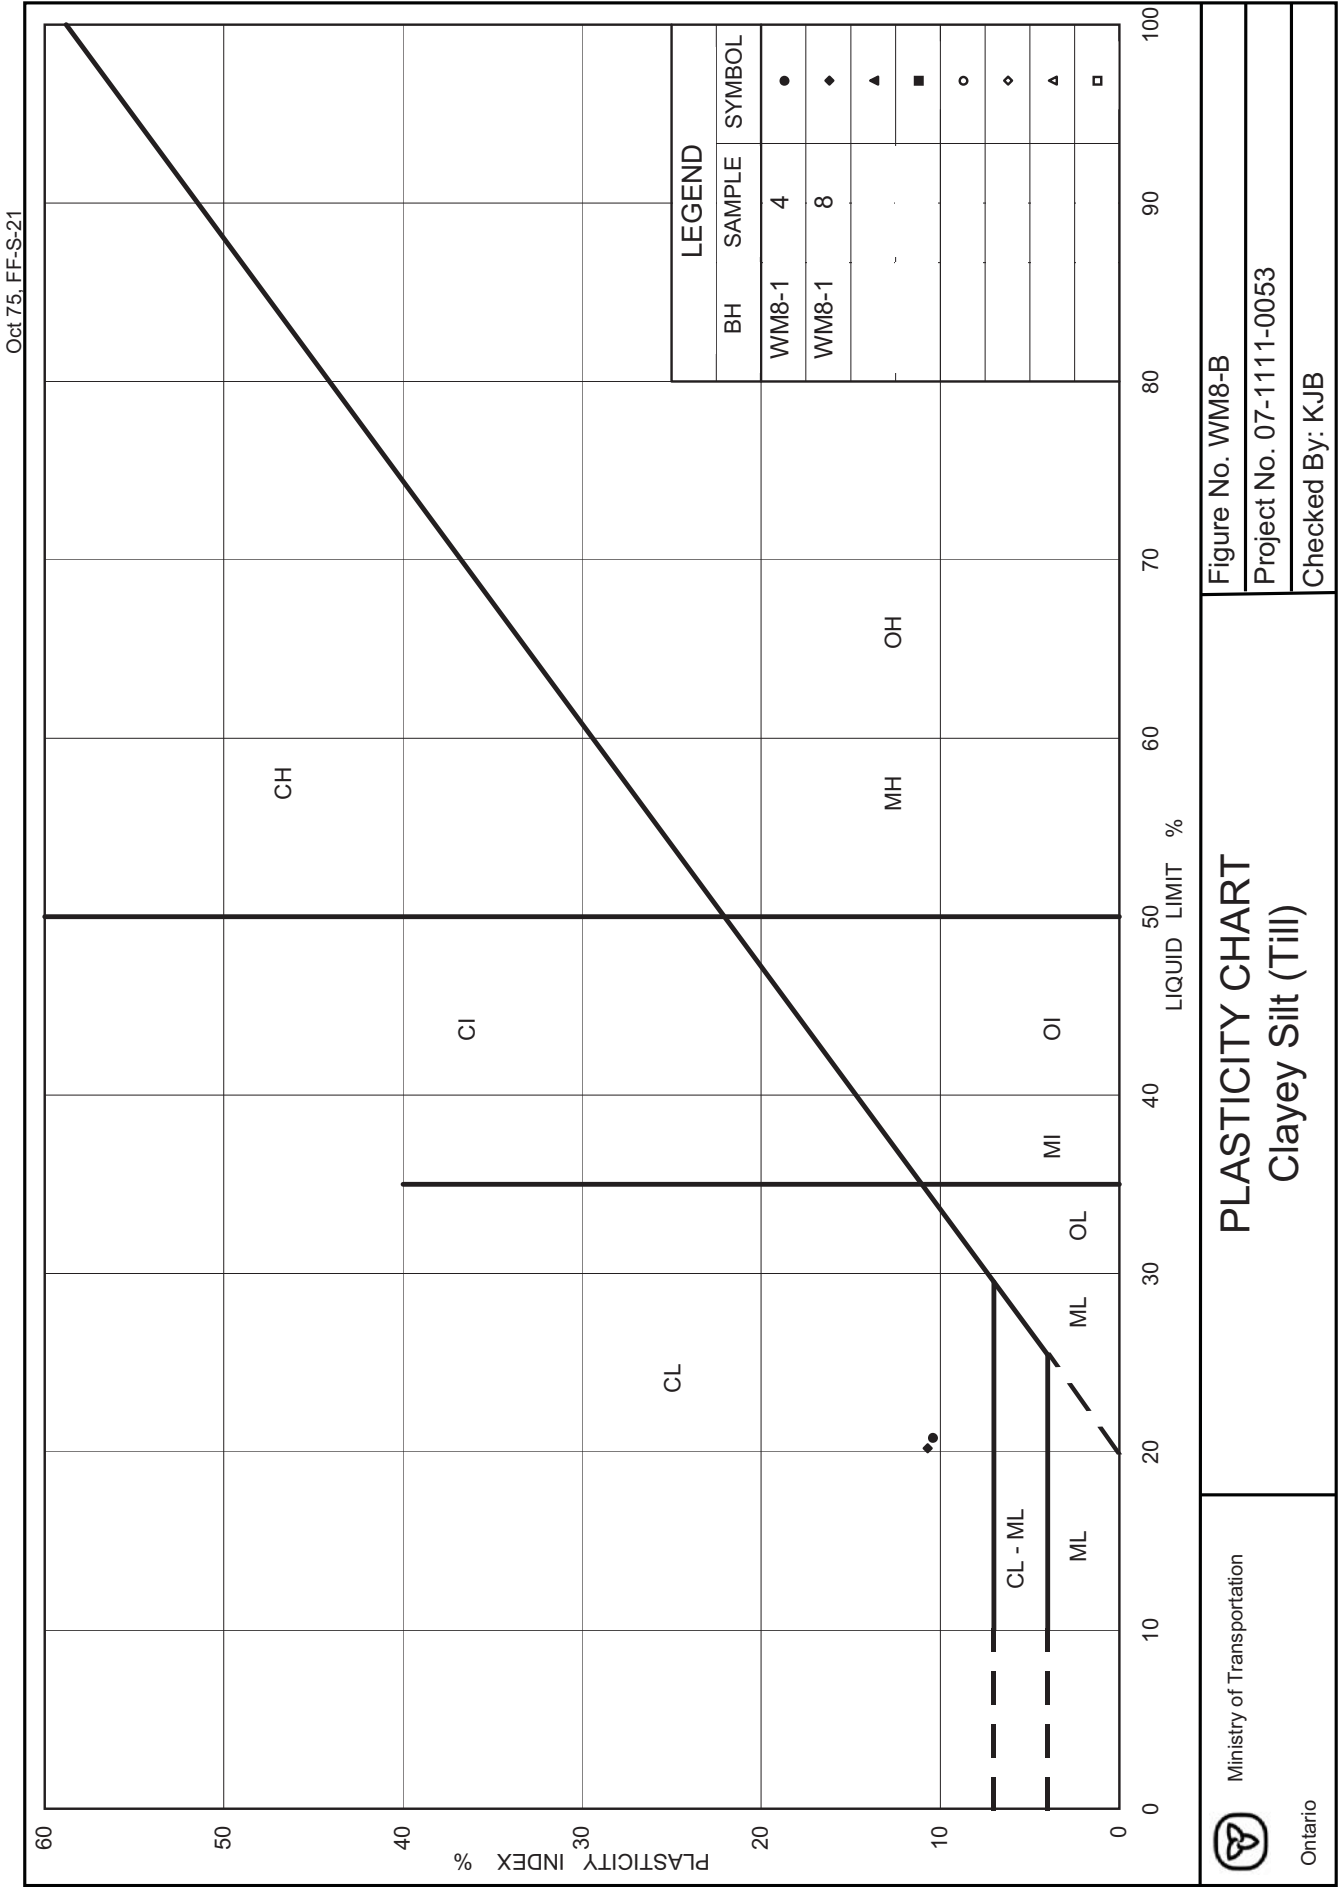 Oct 75, FF-S-21
PLASTICITY INDEX %
60
50
40
30
20
10
0
CH
CI
CL
CL - ML
ML
ML
OL
MI
OI
MH
OH
LEGEND
BH SAMPLE SYMBOL
WM8-1 4
WM8-1 8
0 10 20 30 40 50 60 70 80 90 100
LIQUID LIMIT %
Ministry of Transportation
Ontario
PLASTICITY CHART
Clayey Silt (Till)
Figure No. WM8-B
Project No. 07-1111-0053
Checked By: KJB